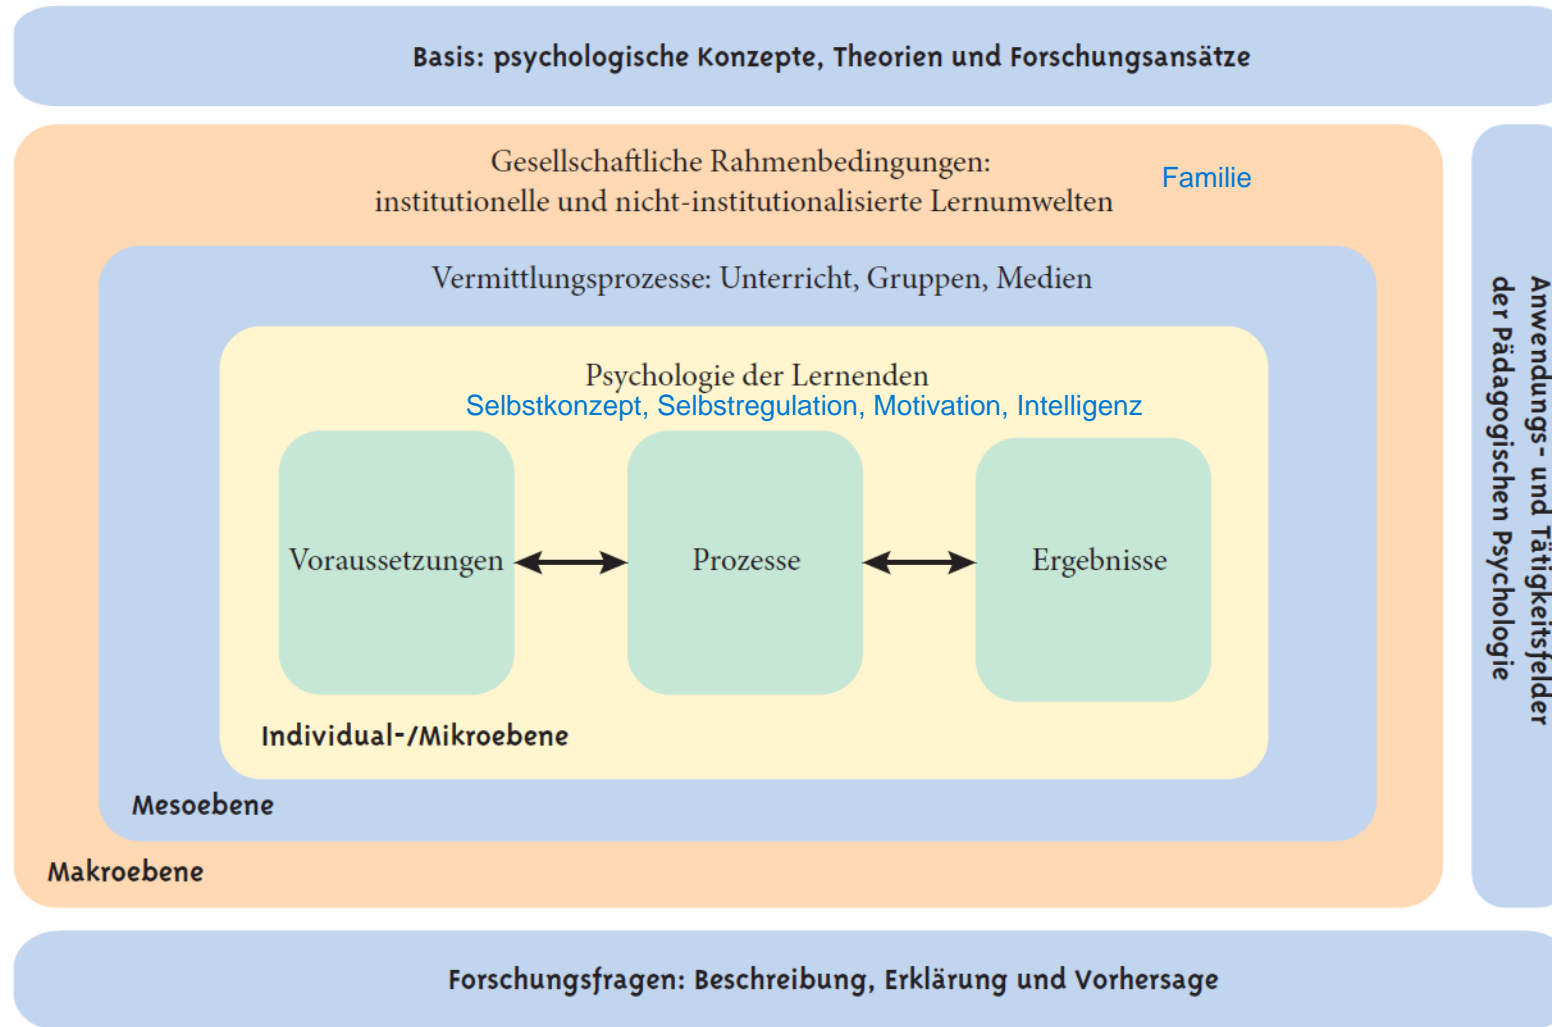 Basis: psychologische Konzepte, Theorien und Forschungsansätze
Gesellschaftliche Rahmenbedingungen:
institutionelle und nicht-institutionalisierte Lernumwelten
Familie
Vermittlungsprozesse: Unterricht, Gruppen, Medien
Psychologie der Lernenden
Selbstkonzept, Selbstregulation, Motivation, Intelligenz
Voraussetzungen
Prozesse
Ergebnisse
Individual-/Mikroebene
Mesoebene
Makroebene
Anwendungs- und Tätigkeitsfelder
der Pädagogischen Psychologie
Forschungsfragen: Beschreibung, Erklärung und Vorhersage